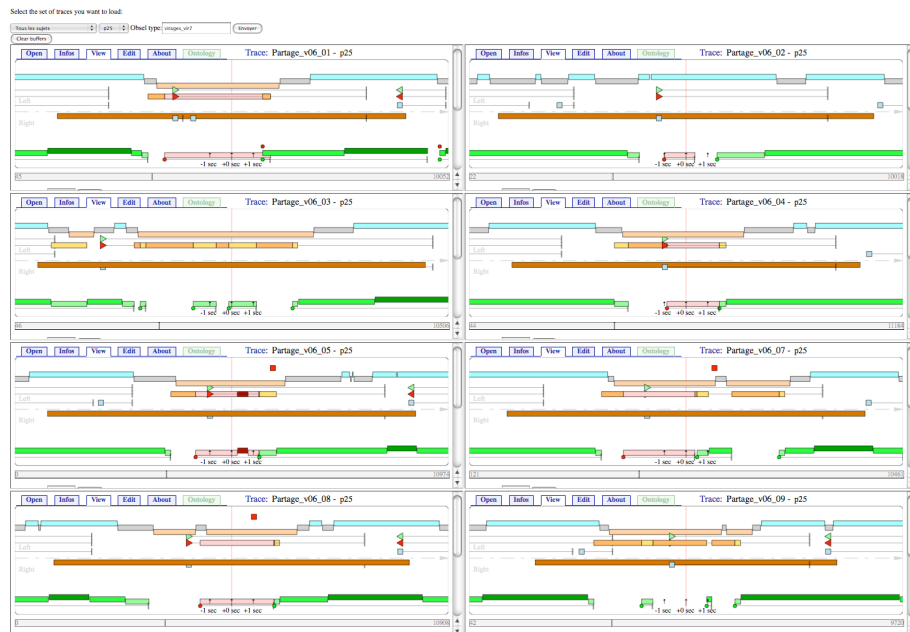 Select the set of traces you want to load:
Tous les sujets p25 Obsel type: virages_vir7 Envoyer
Clear buffers
Open Infos View Edit About Ontology Trace: Partage_v06_01 - p25
Left
Right
-1 sec +0 sec +1 sec
10052
Open Infos View Edit About Ontology Trace: Partage_v06_02 - p25
Left
Right
-1 sec +0 sec +1 sec
22 10018
Open Infos View Edit About Ontology Trace: Partage_v06_03 - p25
Left
Right
-1 sec +0 sec +1 sec
10506
Open Infos View Edit About Ontology Trace: Partage_v06_04 - p25
Left
Right
-1 sec +0 sec +1 sec
44 11184
Open Infos View Edit About Ontology Trace: Partage_v06_05 - p25
Left
Right
-1 sec +0 sec +1 sec
10974
Open Infos View Edit About Ontology Trace: Partage_v06_07 - p25
Left
Right
-1 sec +0 sec +1 sec
121
Open Infos View Edit About Ontology Trace: Partage_v06_08 - p25
Left
Right
-1 sec +0 sec +1 sec
10908
Open Infos View Edit About Ontology Trace: Partage_v06_09 - p25
Left
Right
-1 sec +0 sec +1 sec
62 9720